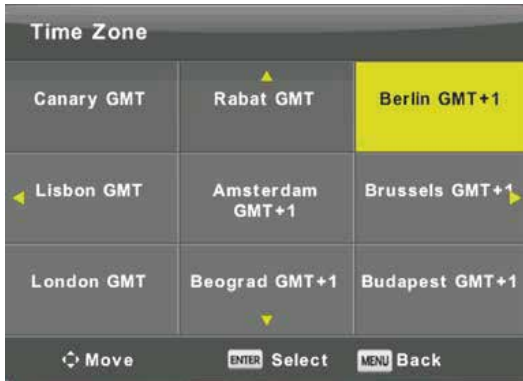 Time Zone
Canary GMT
Rabat GMT
Berlin GMT+1
Lisbon GMT
Amsterdam
GMT+1
Brussels GMT+1
London GMT
Beograd GMT+1
Budapest GMT+1
Move
ENTER Select
MENU Back